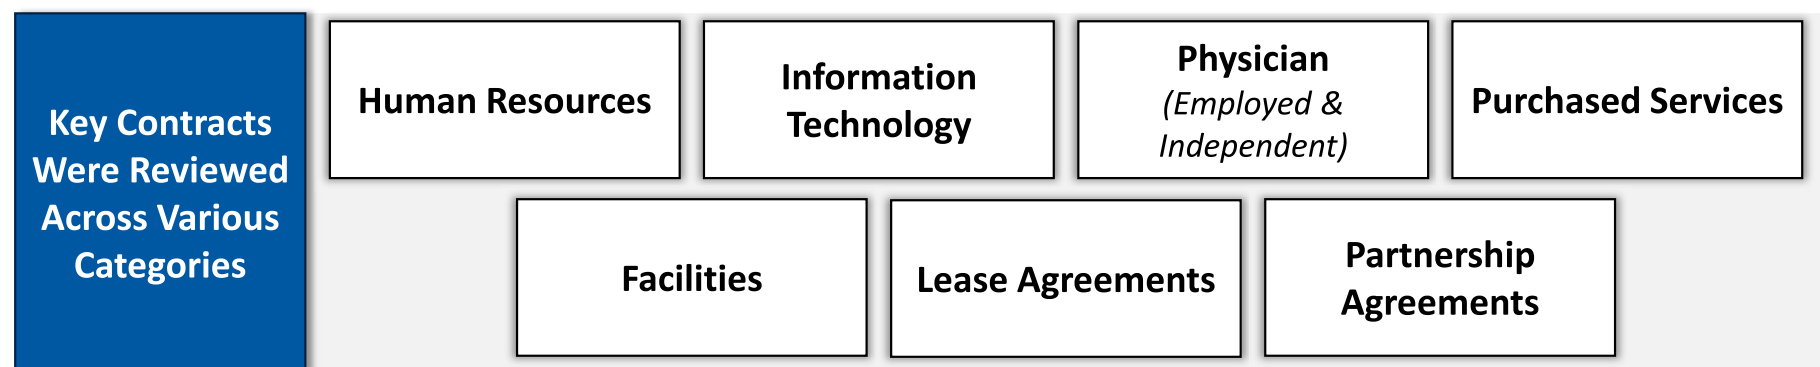 Key Contracts
Were Reviewed
Across Various
Categories
Human Resources
Information
Technology
Physician
(Employed &
Independent)
Purchased Services
Facilities
Lease Agreements
Partnership
Agreements